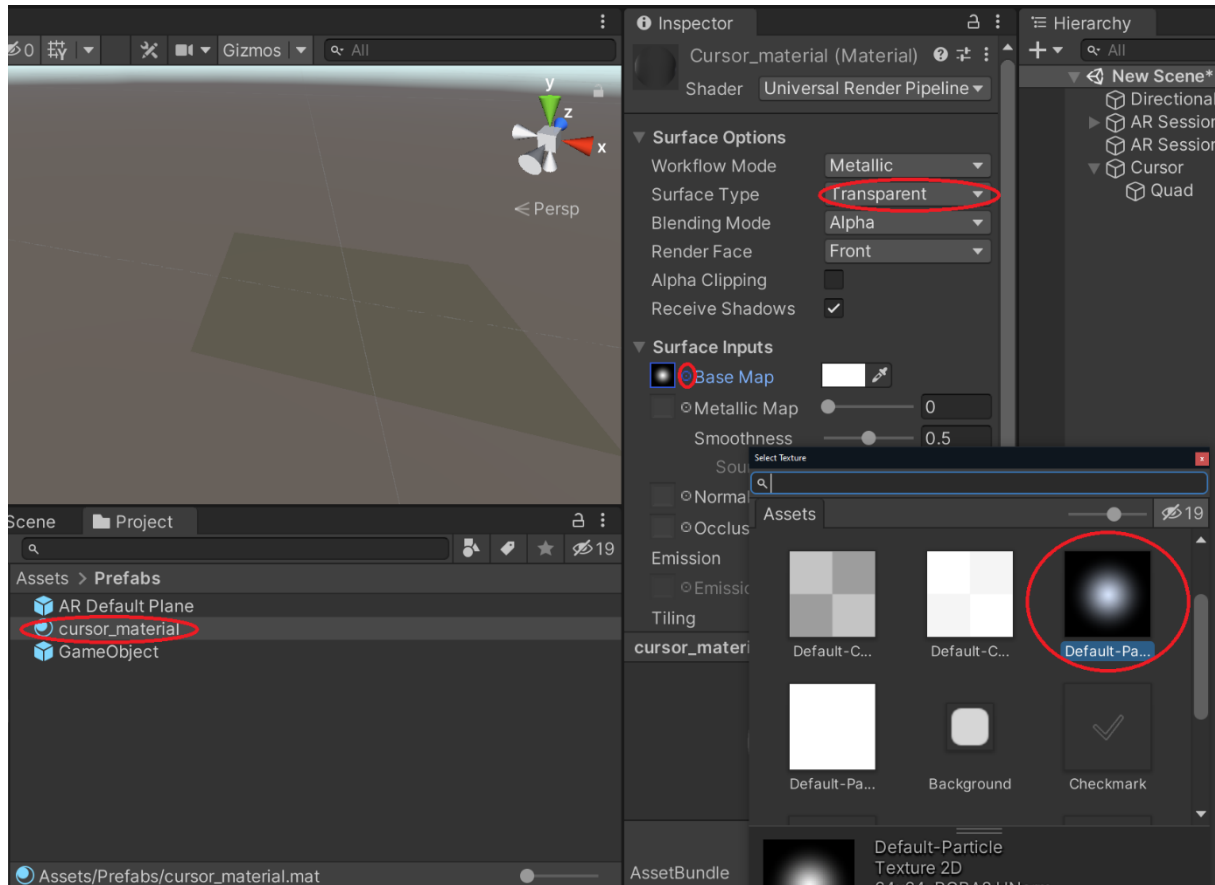 Inspector
Hierarchy
0
Gizmos
All
Cursor_material (Material)
All
Shader
Universal Render Pipeline
New Scene*
Directional
AR Session
AR Session
Cursor
Quad
y
z
x
Persp
Surface Options
Workflow Mode
Metallic
Surface Type
Transparent
Blending Mode
Alpha
Render Face
Front
Alpha Clipping
Receive Shadows
Surface Inputs
Base Map
Metallic Map
0
Smoothness
0.5
Sou
Norma
Occlus
Emission
Emissic
Tiling
cursor_materi
AssetBundle
Select Texture
x
Assets
19
Default-C...
Default-C...
Default-Pa...
Default-Pa...
Background
Checkmark
Default-Particle
Texture 2D
Scene
Project
19
Assets > Prefabs
AR Default Plane
cursor_material
GameObject
Assets/Prefabs/cursor_material.mat